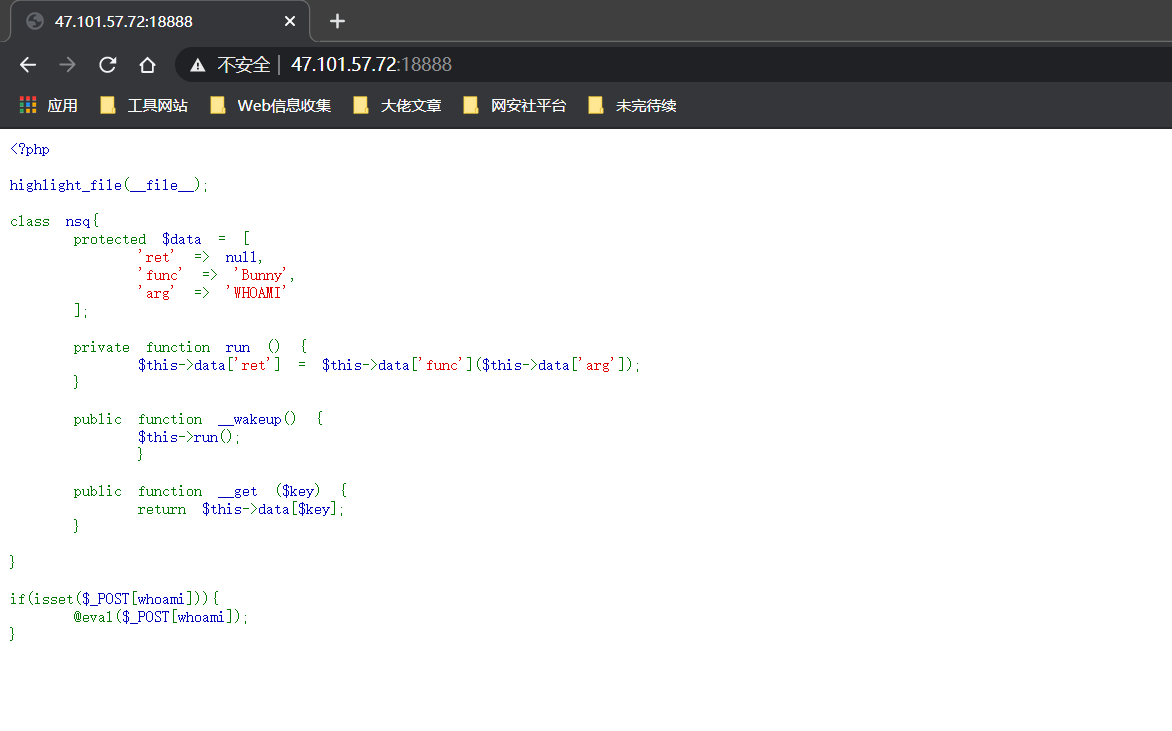 47.101.57.72:18888
不安全 | 47.101.57.72:18888
应用 工具网站 Web信息收集 大佬文章 网安社平台 未完待续
<?php
highlight_file(__file__);
class nsq{
protected $data = [
'ret' => null,
'func' => 'Bunny',
'arg' => 'WHOAMI'
];
private function run () {
$this->data['ret'] = $this->data['func']($this->data['arg']);
}
public function __wakeup() {
$this->run();
}
public function __get ($key) {
return $this->data[$key];
}
}
if(isset($_POST[whoami])){
@eval($_POST[whoami]);
}